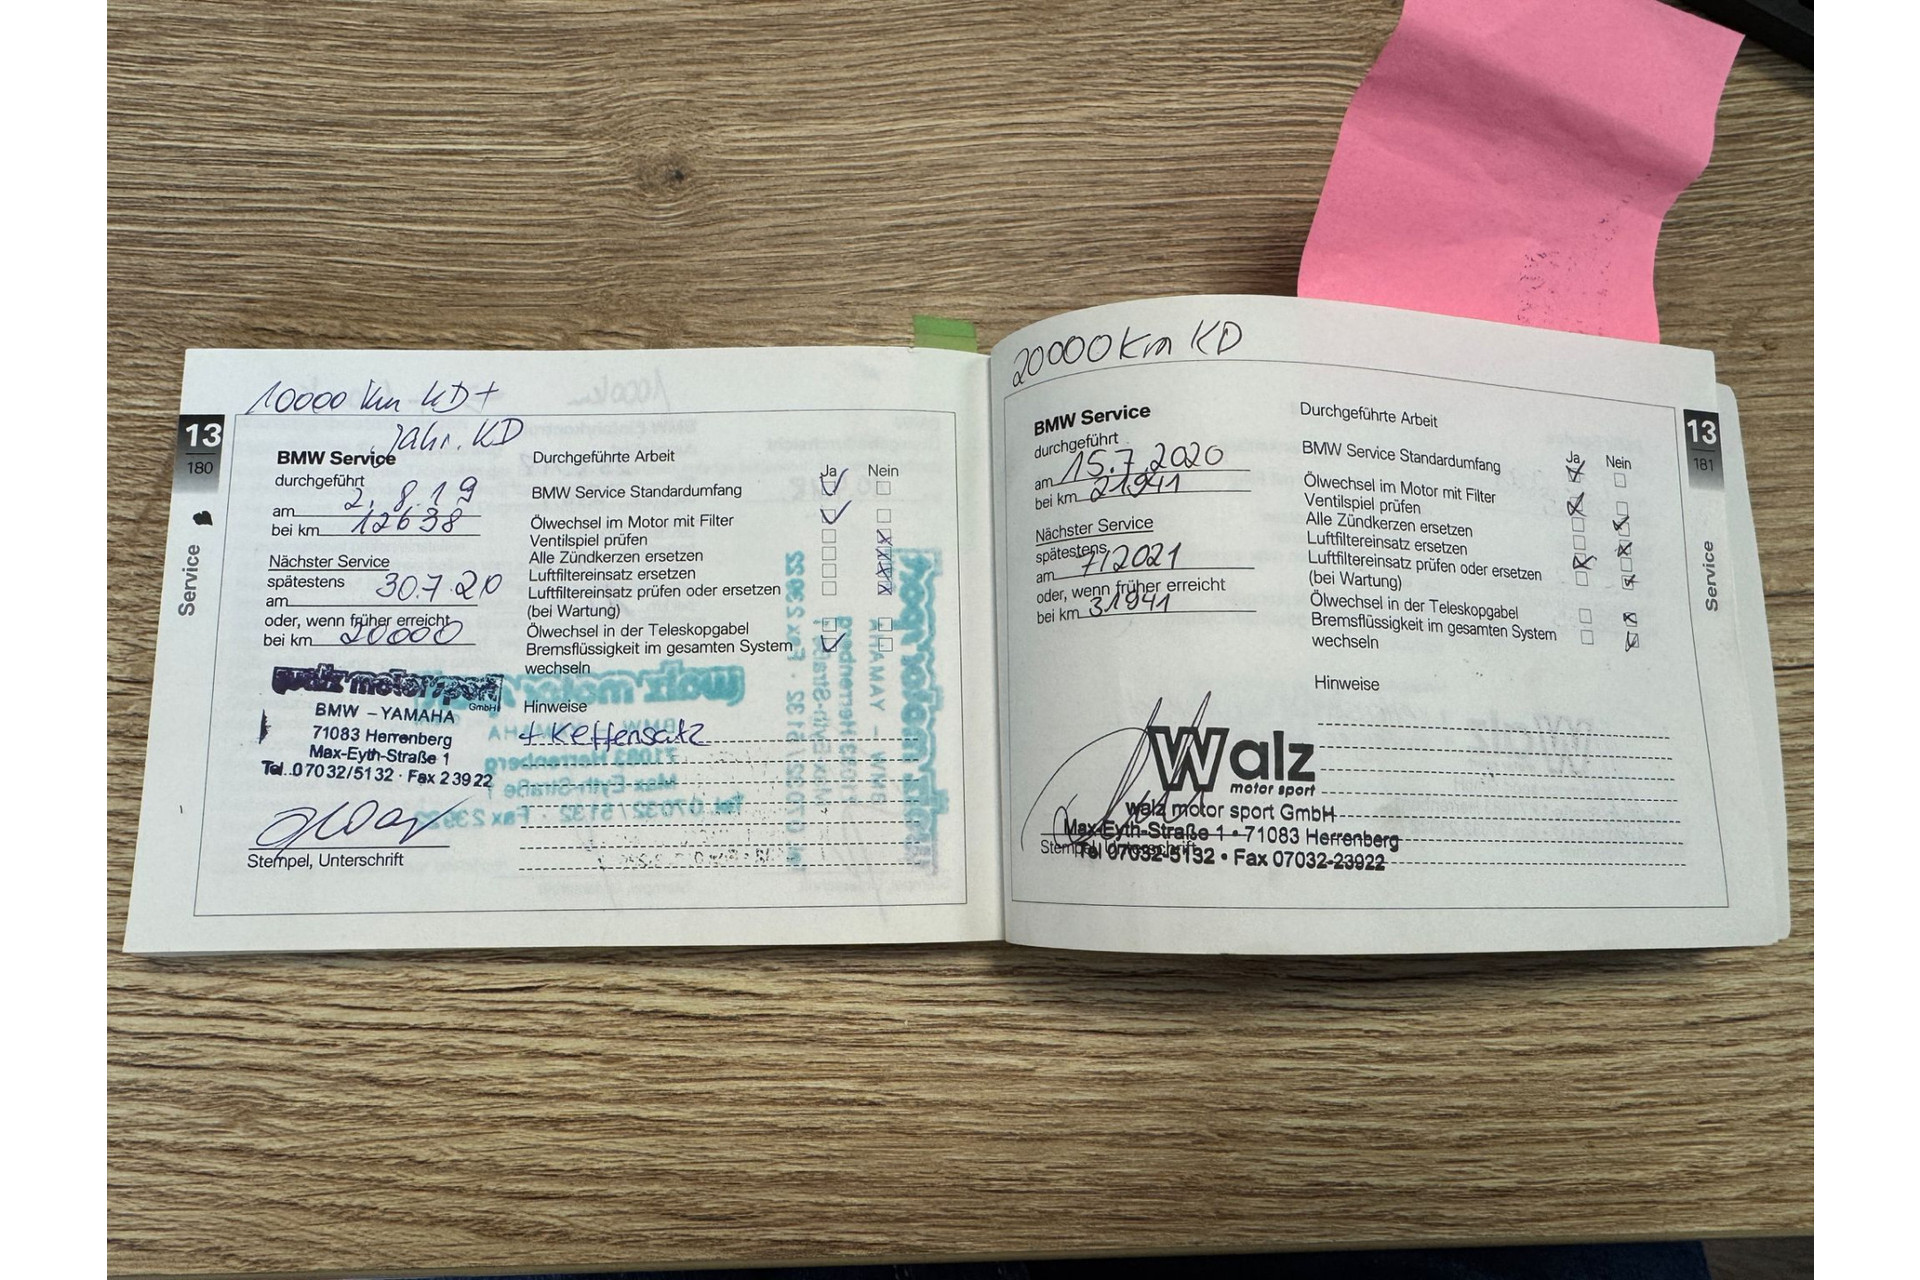 10000 km KD +
Jahr. KD
13
180
Service
BMW Service
durchgeführt
am 2.8.19
bei km 12638
Nächster Service
spätestens
am 30.7.20
oder, wenn früher erreicht
bei km 20000
walz motorsport
GmbH
BMW – YAMAHA
71083 Herrenberg
Max-Eyth-Straße 1
Tel. 07032/5132 · Fax 23922
Stempel, Unterschrift
Durchgeführte Arbeit
Ja Nein
BMW Service Standardumfang
Ölwechsel im Motor mit Filter
Ventilspiel prüfen
Alle Zündkerzen ersetzen
Luftfiltereinsatz ersetzen
Luftfiltereinsatz prüfen oder ersetzen
(bei Wartung)
Ölwechsel in der Teleskopgabel
Bremsflüssigkeit im gesamten System
wechseln
Hinweise
+ Kettensatz
20000 km KD
BMW Service
durchgeführt
am 15.7.2020
bei km 21941
Nächster Service
spätestens
am 7/2021
oder, wenn früher erreicht
bei km 31941
Walz
motor sport
walz motor sport GmbH
Max-Eyth-Straße 1 • 71083 Herrenberg
Stempel, Unterschrift
Tel 07032-5132 • Fax 07032-23922
Durchgeführte Arbeit
Ja Nein
BMW Service Standardumfang
Ölwechsel im Motor mit Filter
Ventilspiel prüfen
Alle Zündkerzen ersetzen
Luftfiltereinsatz ersetzen
Luftfiltereinsatz prüfen oder ersetzen
(bei Wartung)
Ölwechsel in der Teleskopgabel
Bremsflüssigkeit im gesamten System
wechseln
Hinweise
13
181
Service